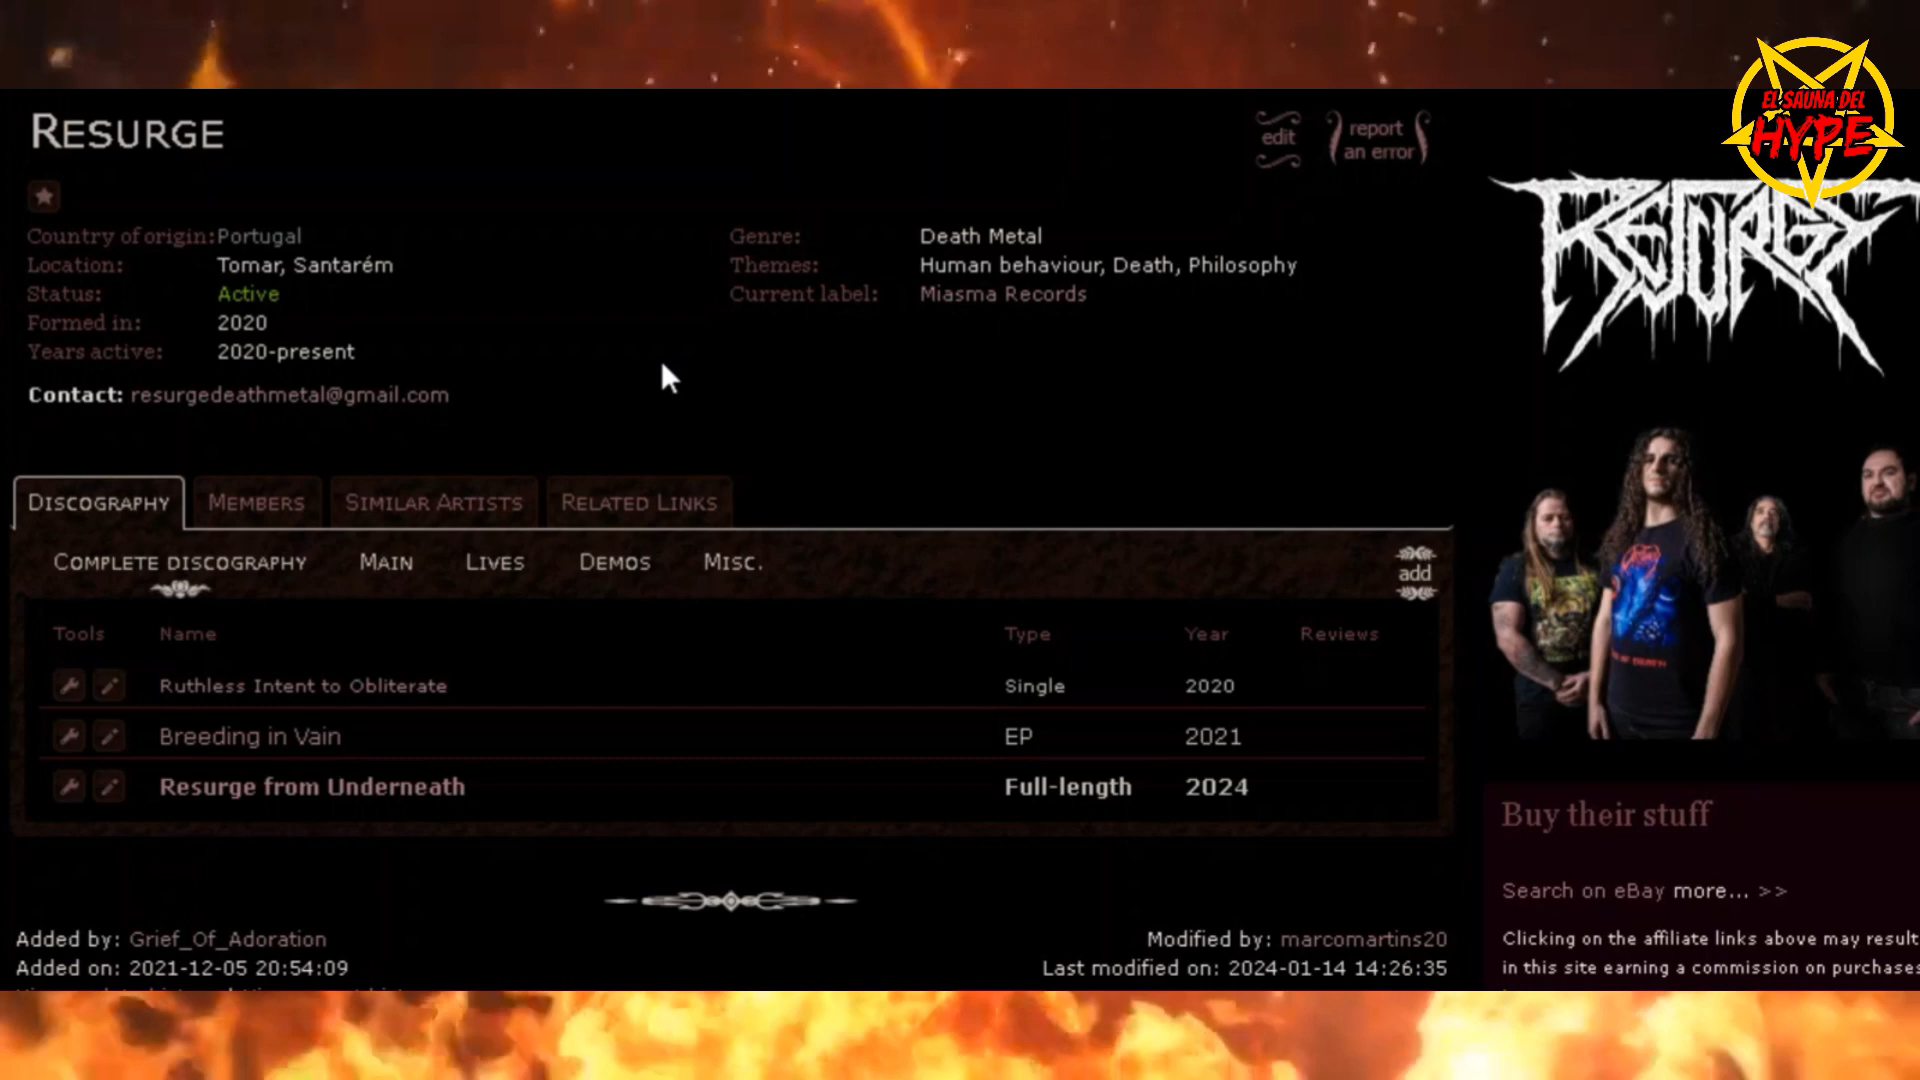 RESURGE
edit
report
an error
EL SAUNA DEL
HYPE
RESURGE
Country of origin: Portugal
Location: Tomar, Santarém
Status: Active
Formed in: 2020
Years active: 2020-present
Genre: Death Metal
Themes: Human behaviour, Death, Philosophy
Current label: Miasma Records
Contact: resurgedeathmetal@gmail.com
DISCOGRAPHY MEMBERS SIMILAR ARTISTS RELATED LINKS
COMPLETE DISCOGRAPHY MAIN LIVES DEMOS MISC.
add
Tools Name Type Year Reviews
Ruthless Intent to Obliterate Single 2020
Breeding in Vain EP 2021
Resurge from Underneath Full-length 2024
Buy their stuff
Search on eBay more... >>
Clicking on the affiliate links above may result
in this site earning a commission on purchases
Added by: Grief_Of_Adoration
Added on: 2021-12-05 20:54:09
Modified by: marcomartins20
Last modified on: 2024-01-14 14:26:35